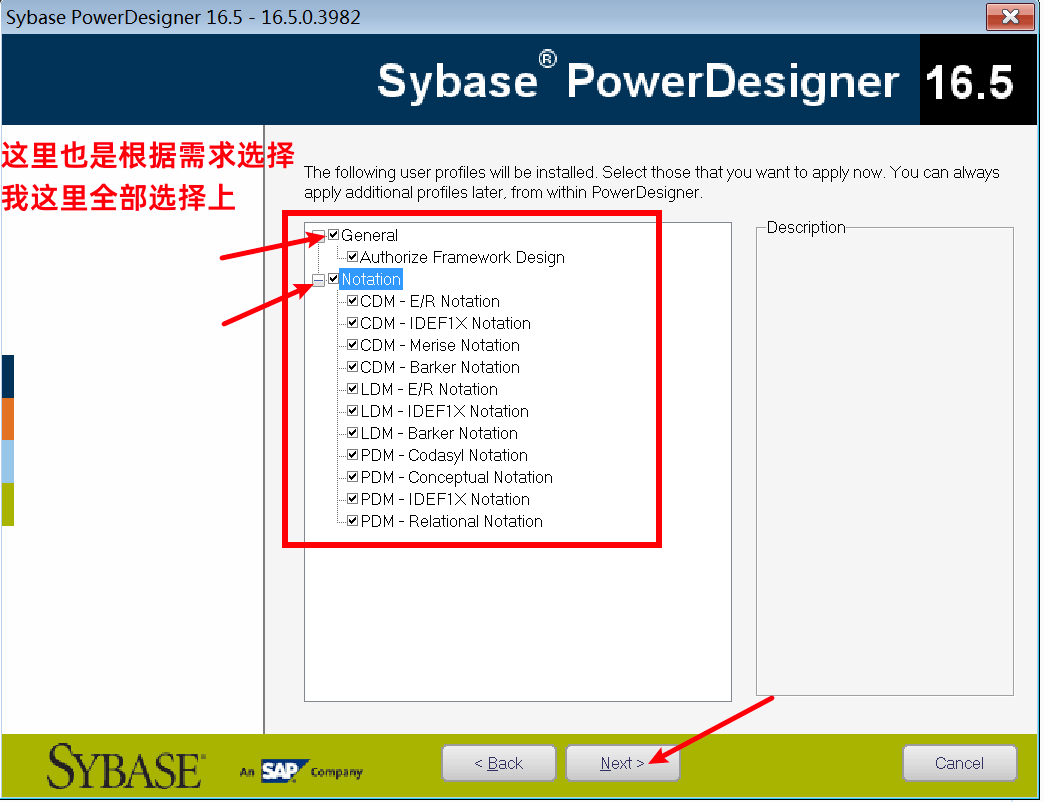 Sybase PowerDesigner 16.5 - 16.5.0.3982
Sybase® PowerDesigner 16.5
这里也是根据需求选择
我这里全部选择上
The following user profiles will be installed. Select those that you want to apply now. You can always
apply additional profiles later, from within PowerDesigner.
General
Authorize Framework Design
Notation
CDM - E/R Notation
CDM - IDEF1X Notation
CDM - Merise Notation
CDM - Barker Notation
LDM - E/R Notation
LDM - IDEF1X Notation
LDM - Barker Notation
PDM - Codasyl Notation
PDM - Conceptual Notation
PDM - IDEF1X Notation
PDM - Relational Notation
Description
SYBASE®
An SAP Company
< Back
Next >
Cancel